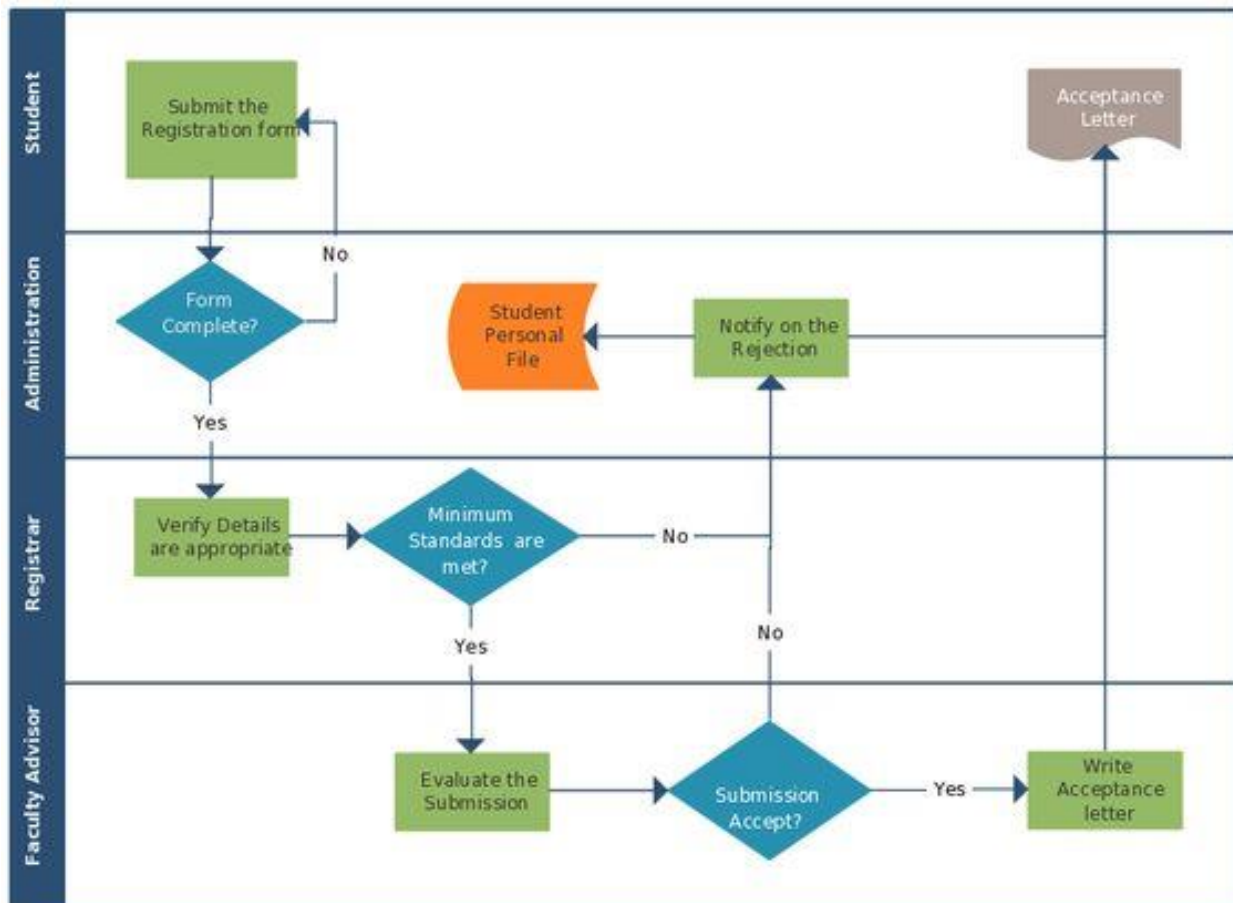 Student
Submit the
Registration form
Acceptance
Letter
Administration
No
Form
Complete?
Student
Personal
File
Notify on the
Rejection
Yes
Registrar
Verify Details
are appropriate
Minimum
Standards are
met?
No
Yes
No
Faculty Advisor
Evaluate the
Submission
Submission
Accept?
Yes
Write
Acceptance
letter